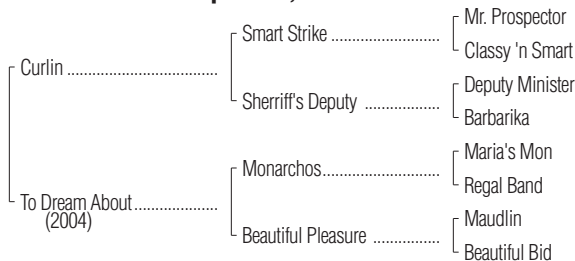 Mr. Prospector
Smart Strike ..........................
Classy 'n Smart
Curlin ...................................
Deputy Minister
Sherriff's Deputy ..................
Barbarika
Maria's Mon
Monarchos............................
Regal Band
To Dream About....................
(2004)
Maudlin
Beautiful Pleasure ................
Beautiful Bid